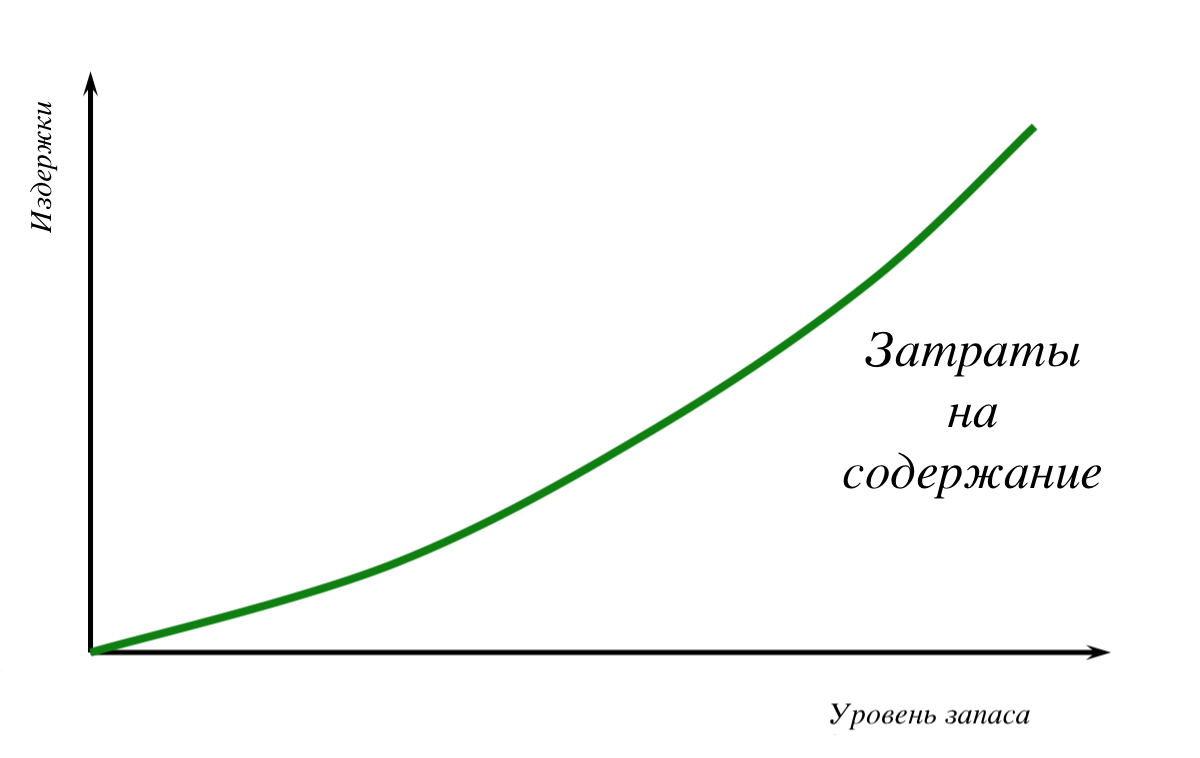 Издержки
Затраты
на
содержание
Уровень запаса